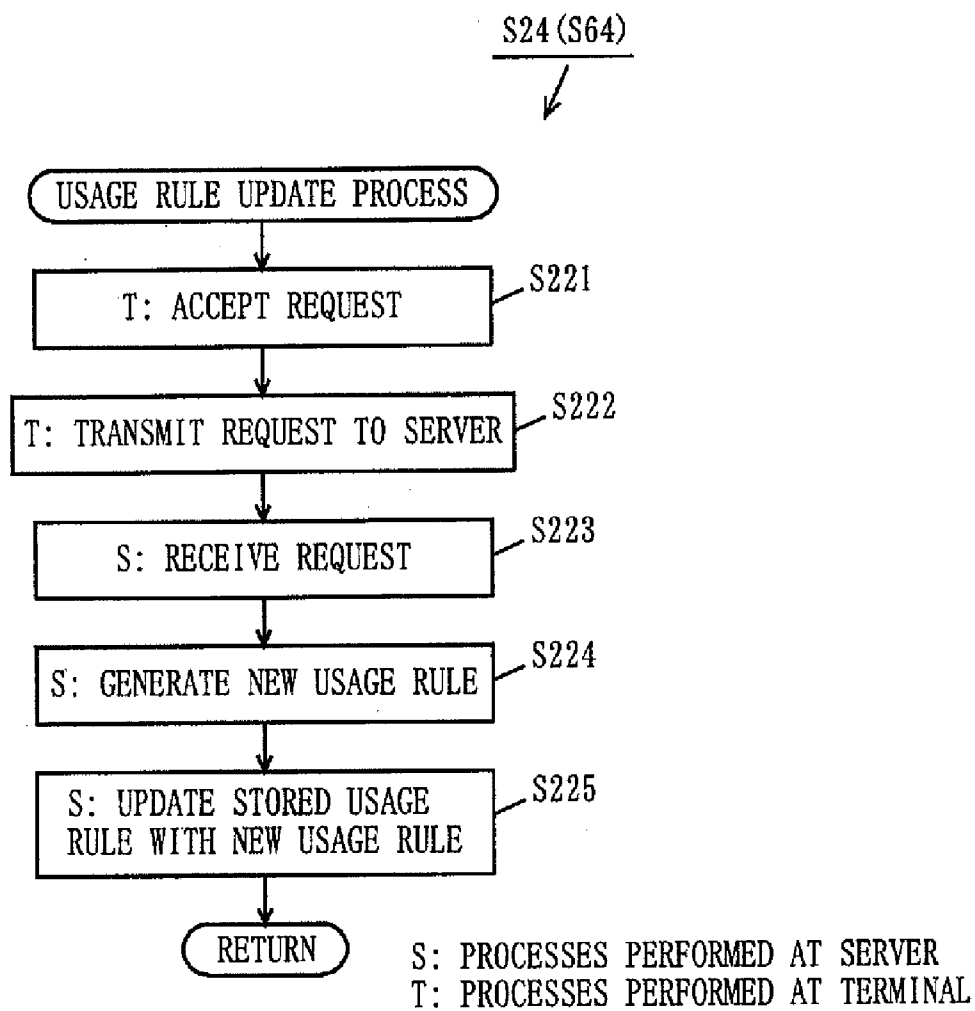 S24(S64)
USAGE RULE UPDATE PROCESS
T: ACCEPT REQUEST
S221
T: TRANSMIT REQUEST TO SERVER
S222
S: RECEIVE REQUEST
S223
S: GENERATE NEW USAGE RULE
S224
S: UPDATE STORED USAGE
RULE WITH NEW USAGE RULE
S225
RETURN
S: PROCESSES PERFORMED AT SERVER
T: PROCESSES PERFORMED AT TERMINAL